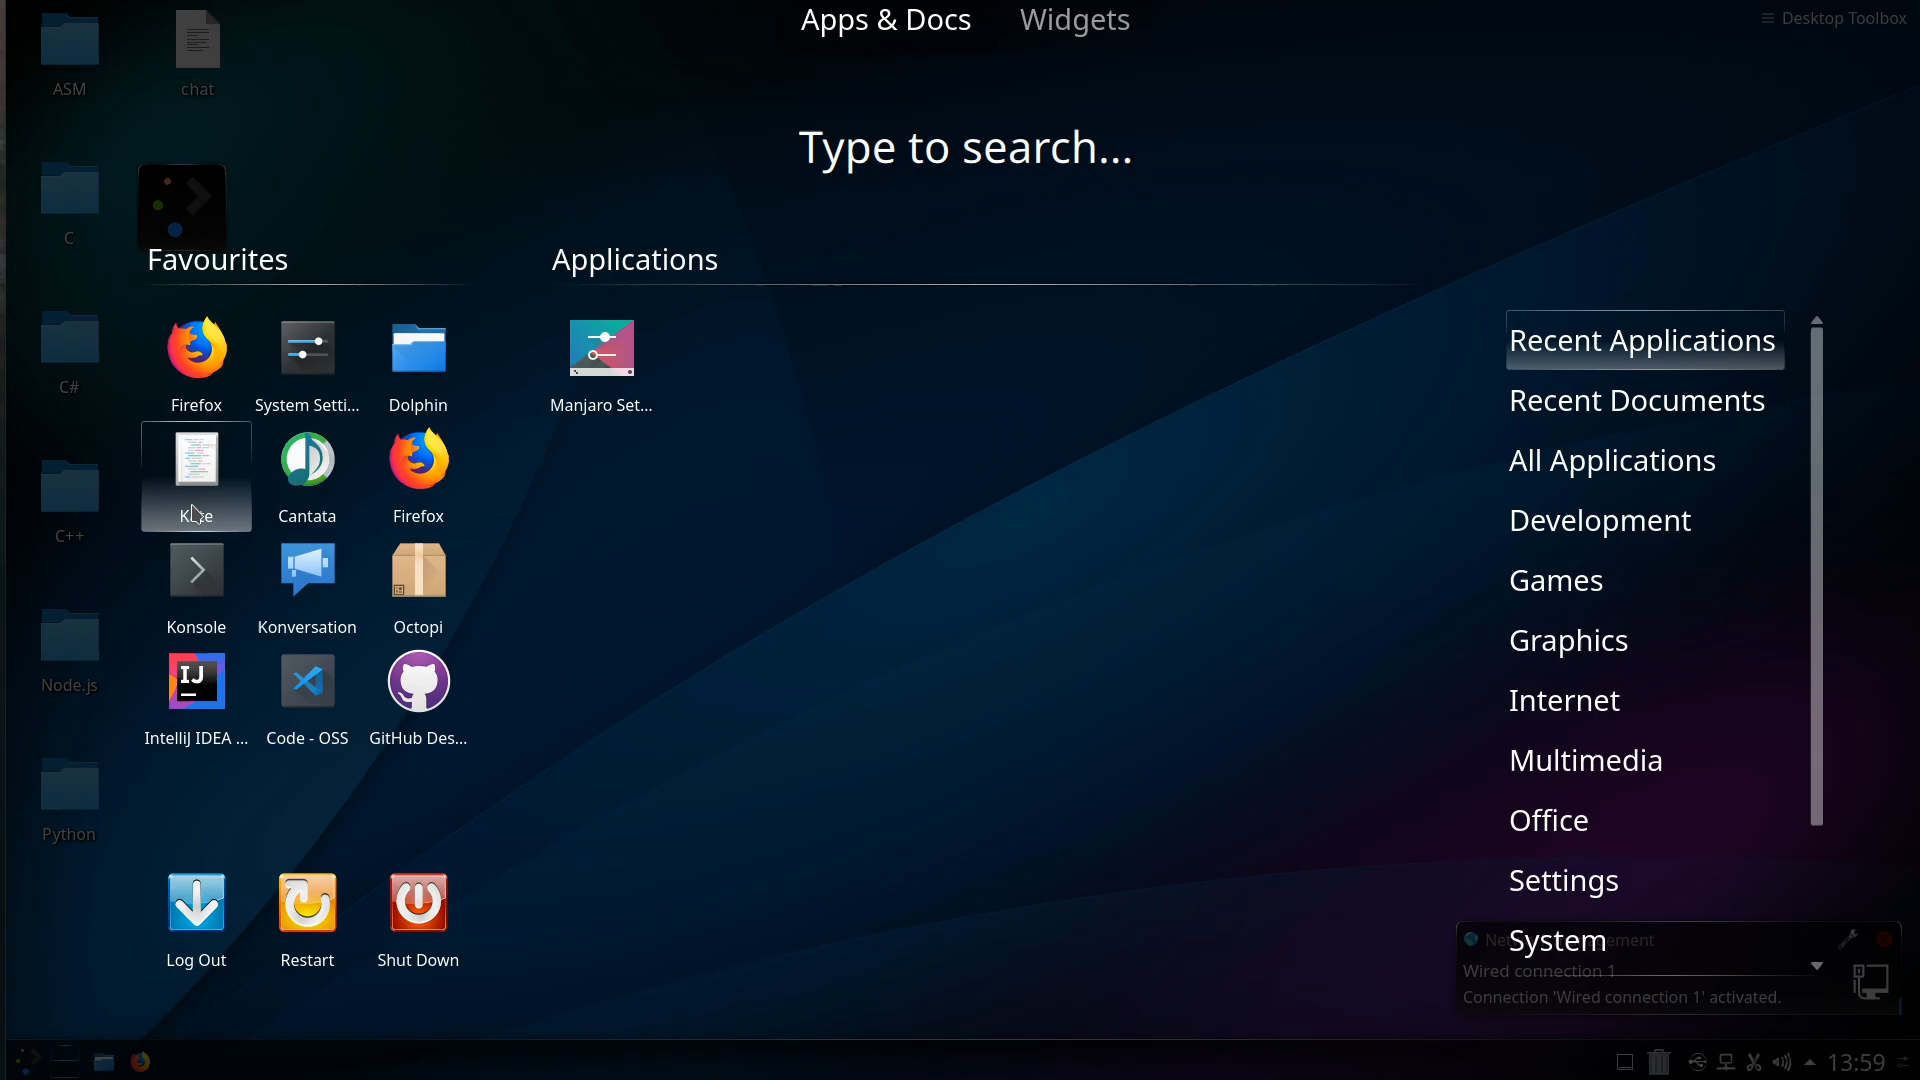 Apps & Docs
Widgets
Desktop Toolbox
ASM
chat
Type to search...
C
Favourites
Applications
Firefox
System Setti...
Dolphin
Manjaro Set...
Recent Applications
C#
Recent Documents
All Applications
Cantata
Firefox
C++
Development
Games
Konsole
Konversation
Octopi
Graphics
Node.js
IJ
Internet
IntelliJ IDEA ...
Code - OSS
GitHub Des...
Multimedia
Python
Office
Settings
Log Out
Restart
Shut Down
System
Wired connection 1
Connection 'Wired connection 1' activated.
13:59